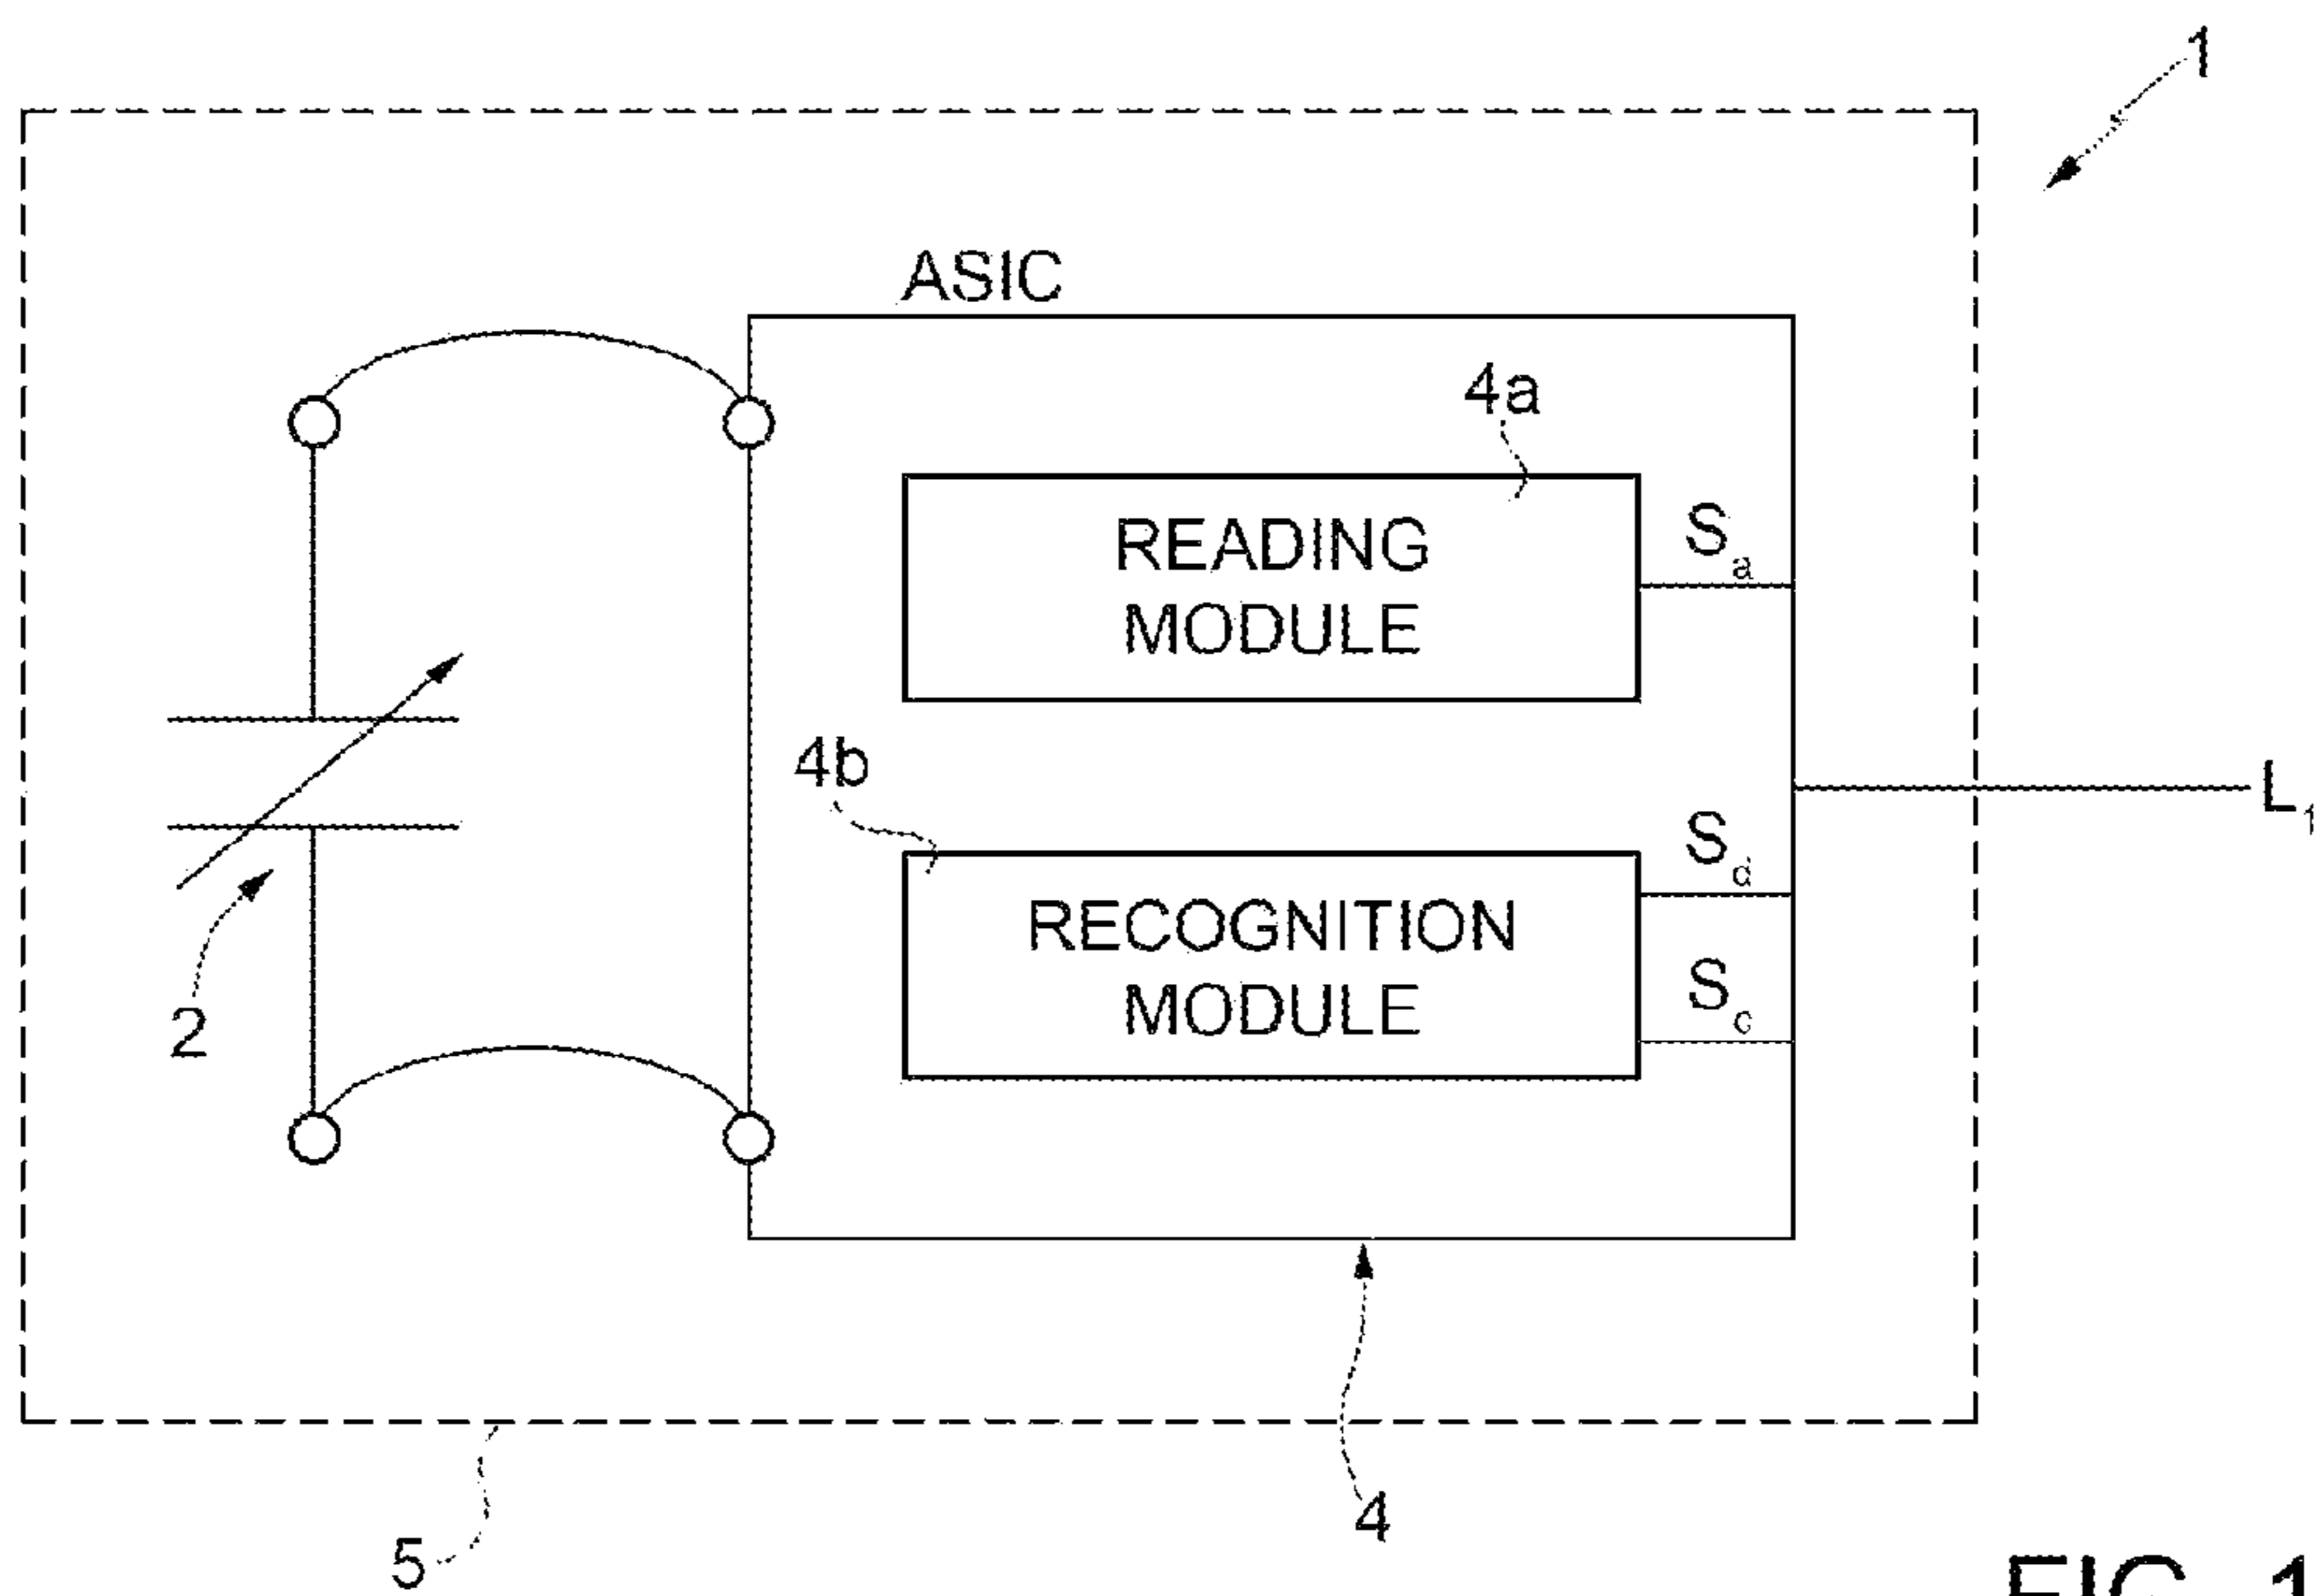 1
ASIC
4a
READING
MODULE
Sa
4b
L1
Sd
RECOGNITION
MODULE
Sc
2
4
5
FIG. 1